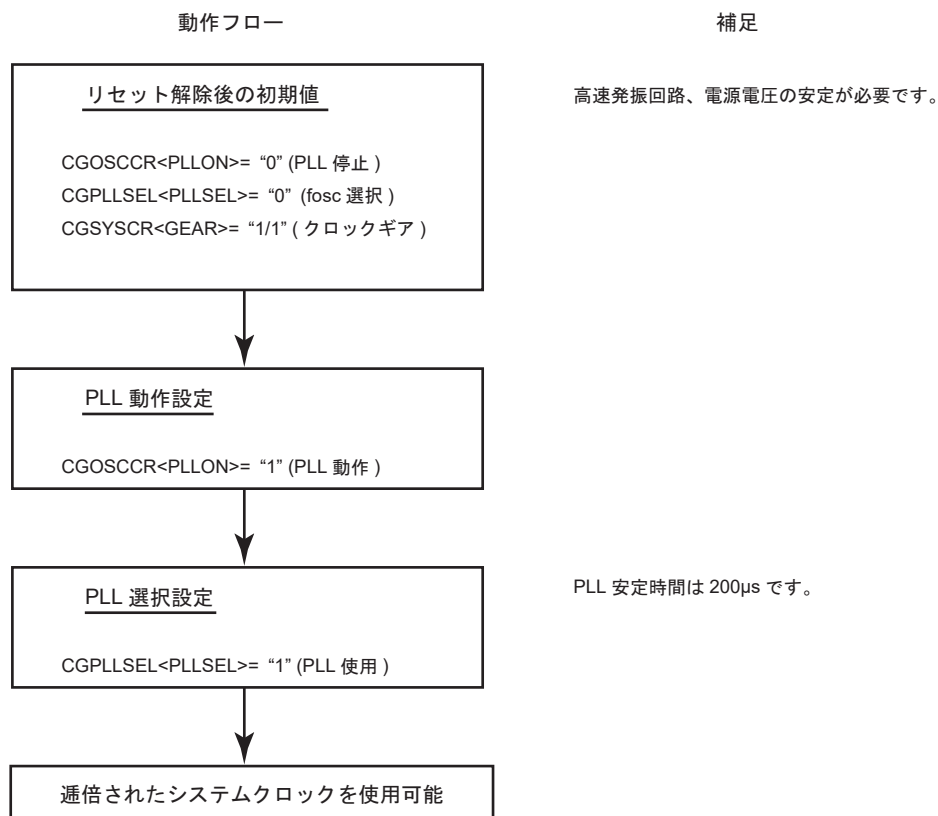 動作フロー
補足
リセット解除後の初期値
高速発振回路、電源電圧の安定が必要です。
CGOSCCR<PLLON>= “0” (PLL 停止 )
CGPLLSEL<PLLSEL>= “0” (fosc 選択 )
CGSYSCR<GEAR>= “1/1” ( クロックギア )
PLL 動作設定
CGOSCCR<PLLON>= “1” (PLL 動作 )
PLL 選択設定
PLL 安定時間は 200μs です。
CGPLLSEL<PLLSEL>= “1” (PLL 使用 )
逓倍されたシステムクロックを使用可能